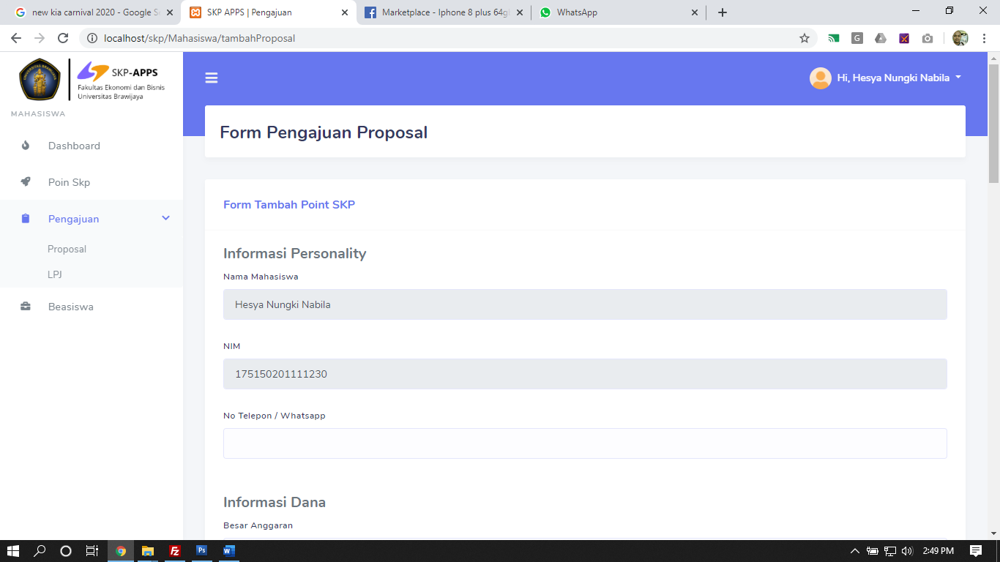 new kia carnival 2020 - Google S
SKP APPS | Pengajuan
Marketplace - Iphone 8 plus 64g
WhatsApp
localhost/skp/Mahasiswa/tambahProposal
UNIVERSITAS BRAWIJAYA
SKP-APPS
Fakultas Ekonomi dan Bisnis
Universitas Brawijaya
Hi, Hesya Nungki Nabila
MAHASISWA
Dashboard
Poin Skp
Pengajuan
Proposal
LPJ
Beasiswa
Form Pengajuan Proposal
Form Tambah Point SKP
Informasi Personality
Nama Mahasiswa
Hesya Nungki Nabila
NIM
175150201111230
No Telepon / Whatsapp
Informasi Dana
Besar Anggaran
2:49 PM